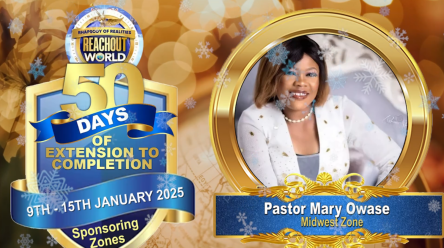 RHAPSODY OF REALITIES
REACHOUT
WORLD
50
DAYS
OF
EXTENSION TO
COMPLETION
9TH - 15TH JANUARY 2025
Sponsoring
Zones
Pastor Mary Owase
Midwest Zone